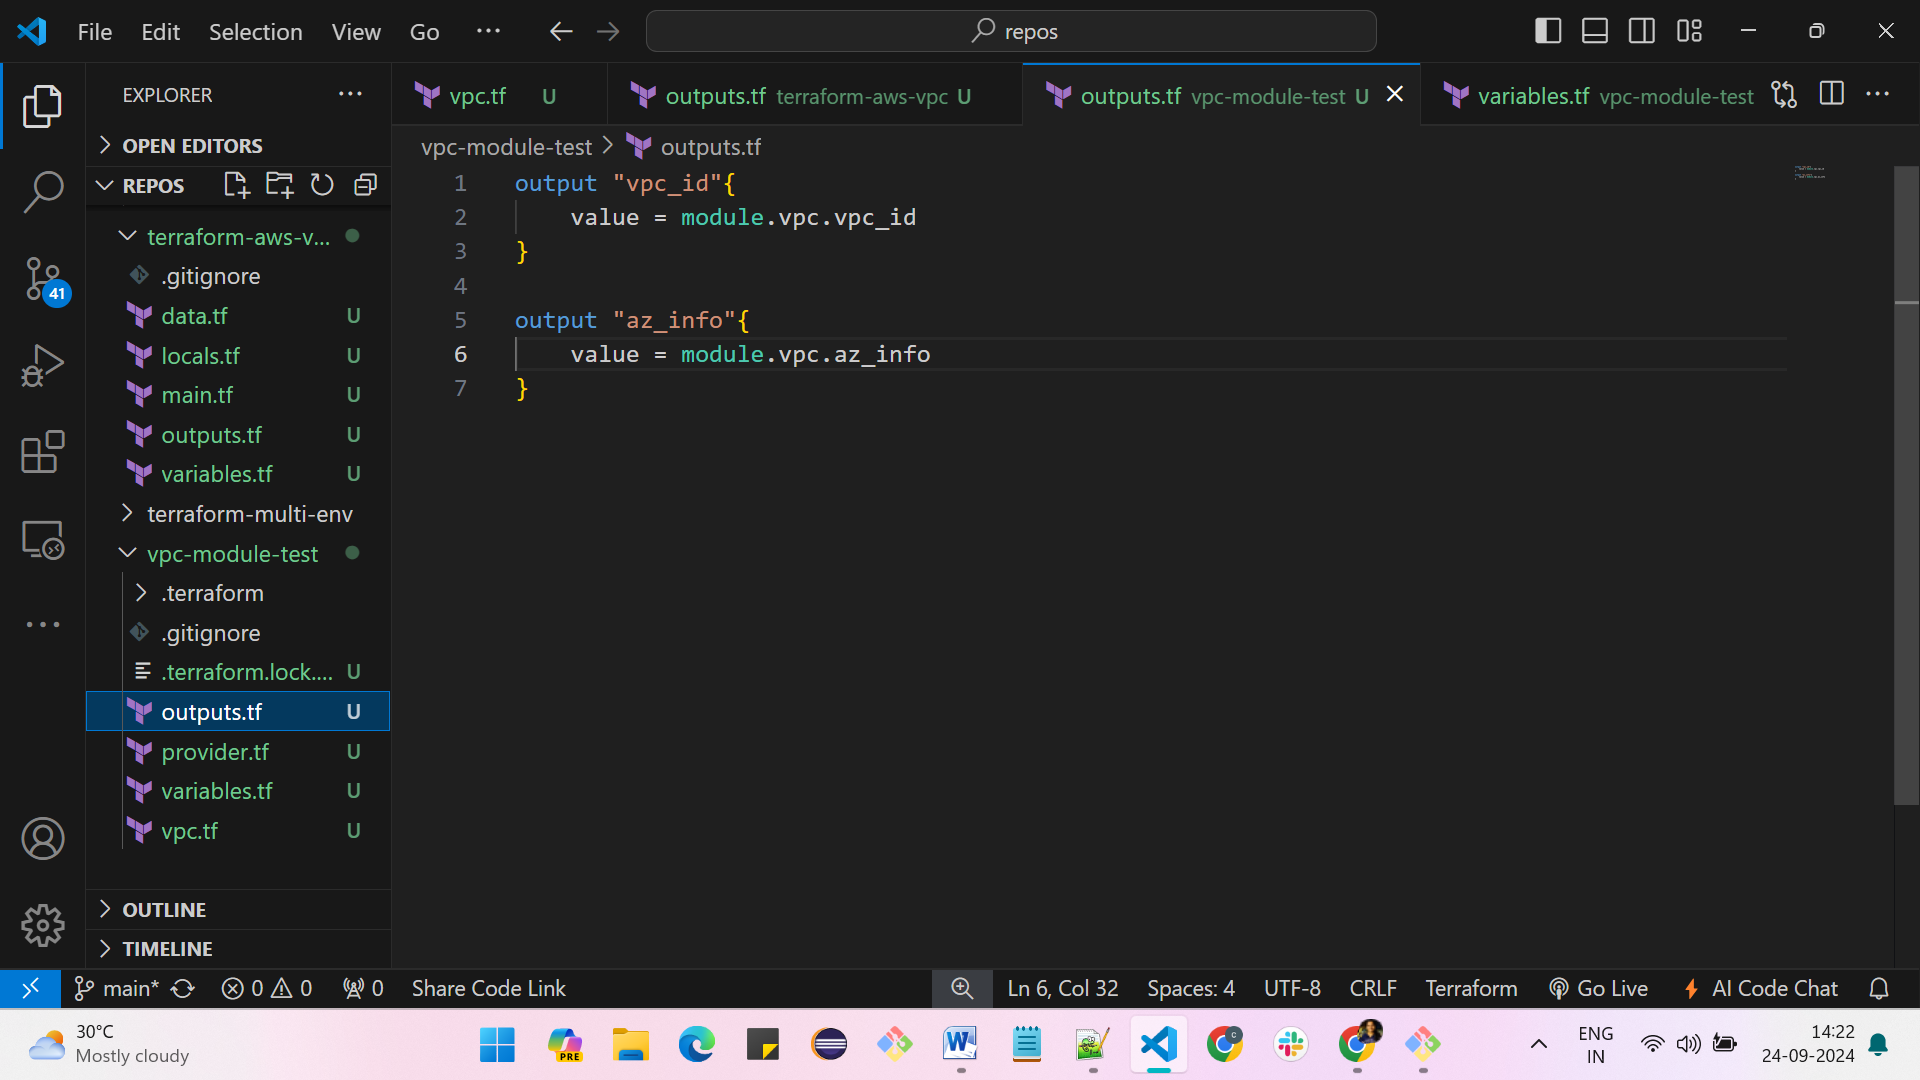 File Edit Selection View Go ... repos
EXPLORER ...
OPEN EDITORS
REPOS
terraform-aws-v...
.gitignore
data.tf U
locals.tf U
main.tf U
outputs.tf U
variables.tf U
terraform-multi-env
vpc-module-test
.terraform
.gitignore
.terraform.lock.... U
outputs.tf U
provider.tf U
variables.tf U
vpc.tf U
OUTLINE
TIMELINE
41
vpc.tf U outputs.tf terraform-aws-vpc U outputs.tf vpc-module-test U variables.tf vpc-module-test
vpc-module-test > outputs.tf
1 output "vpc_id"{
2 value = module.vpc.vpc_id
3 }
4
5 output "az_info"{
6 value = module.vpc.az_info
7 }
main* 0 0 0 Share Code Link Ln 6, Col 32 Spaces: 4 UTF-8 CRLF Terraform Go Live AI Code Chat
30°C
Mostly cloudy
PRE
ENG
IN
14:22
24-09-2024